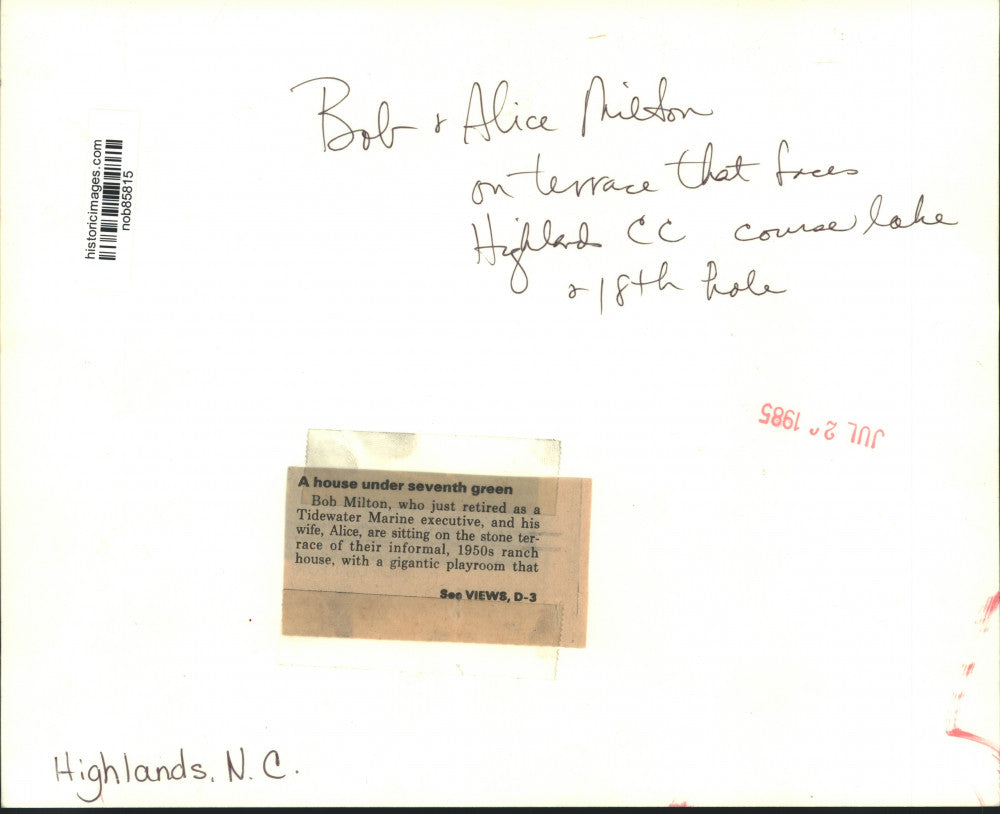 Bob & Alice Milton
on terrace that faces
Highlands CC course lake
& 18th hole
historicimages.com
nob85815
JUL 2 1985
A house under seventh green
Bob Milton, who just retired as a
Tidewater Marine executive, and his
wife, Alice, are sitting on the stone ter-
race of their informal, 1950s ranch
house, with a gigantic playroom that
See VIEWS, D-3
Highlands, N.C.